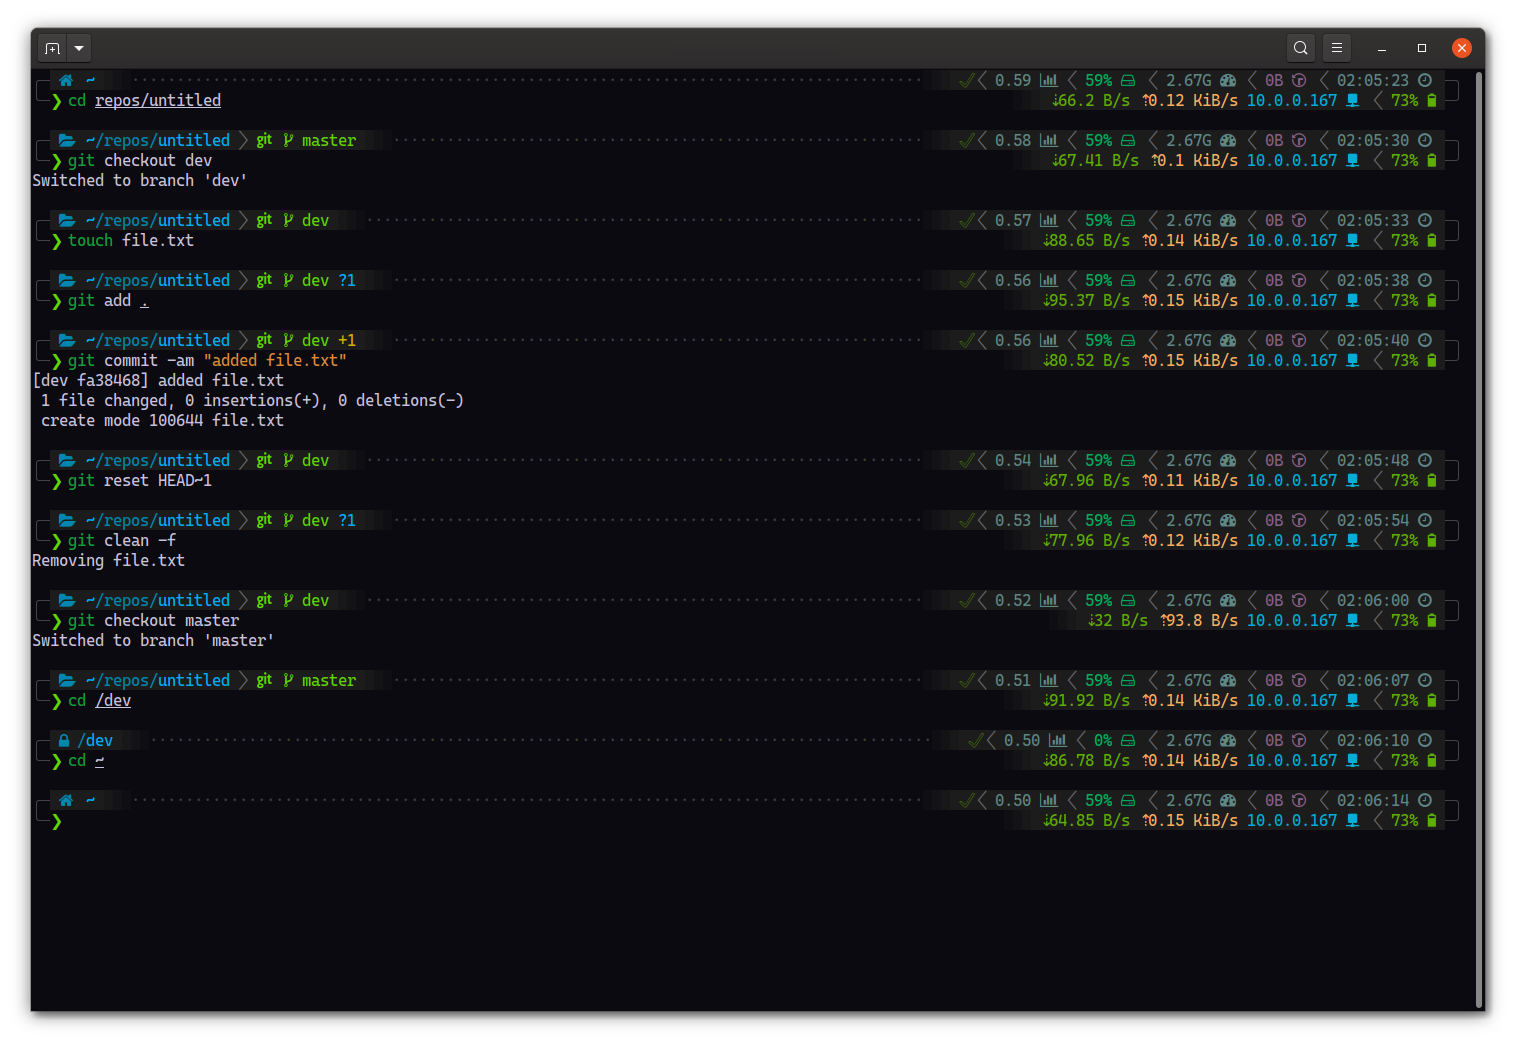 ~ 0.59 59% 2.67G 0B 02:05:23
❯ cd repos/untitled ↓66.2 B/s ↑0.12 KiB/s 10.0.0.167 73%
~/repos/untitled git master 0.58 59% 2.67G 0B 02:05:30
❯ git checkout dev ↓67.41 B/s ↑0.1 KiB/s 10.0.0.167 73%
Switched to branch 'dev'
~/repos/untitled git dev 0.57 59% 2.67G 0B 02:05:33
❯ touch file.txt ↓88.65 B/s ↑0.14 KiB/s 10.0.0.167 73%
~/repos/untitled git dev ?1 0.56 59% 2.67G 0B 02:05:38
❯ git add . ↓95.37 B/s ↑0.15 KiB/s 10.0.0.167 73%
~/repos/untitled git dev +1 0.56 59% 2.67G 0B 02:05:40
❯ git commit -am "added file.txt" ↓80.52 B/s ↑0.15 KiB/s 10.0.0.167 73%
[dev fa38468] added file.txt
1 file changed, 0 insertions(+), 0 deletions(-)
create mode 100644 file.txt
~/repos/untitled git dev 0.54 59% 2.67G 0B 02:05:48
❯ git reset HEAD~1 ↓67.96 B/s ↑0.11 KiB/s 10.0.0.167 73%
~/repos/untitled git dev ?1 0.53 59% 2.67G 0B 02:05:54
❯ git clean -f ↓77.96 B/s ↑0.12 KiB/s 10.0.0.167 73%
Removing file.txt
~/repos/untitled git dev 0.52 59% 2.67G 0B 02:06:00
❯ git checkout master ↓32 B/s ↑93.8 B/s 10.0.0.167 73%
Switched to branch 'master'
~/repos/untitled git master 0.51 59% 2.67G 0B 02:06:07
❯ cd /dev ↓91.92 B/s ↑0.14 KiB/s 10.0.0.167 73%
/dev 0.50 0% 2.67G 0B 02:06:10
❯ cd ~ ↓86.78 B/s ↑0.14 KiB/s 10.0.0.167 73%
~ 0.50 59% 2.67G 0B 02:06:14
❯ ↓64.85 B/s ↑0.15 KiB/s 10.0.0.167 73%